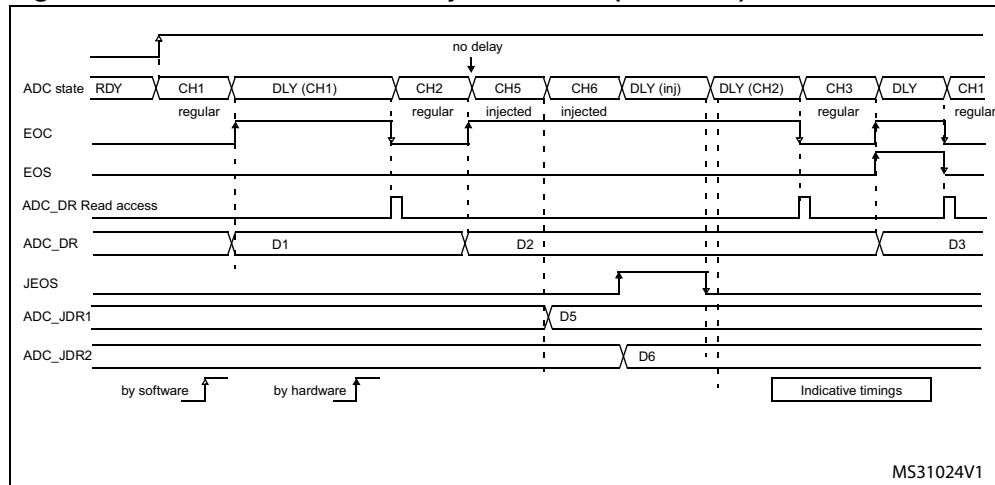 no delay
ADC state RDY CH1 DLY (CH1) CH2 CH5 CH6 DLY (inj) DLY (CH2) CH3 DLY CH1
regular regular injected injected regular regular
EOC
EOS
ADC_DR Read access
ADC_DR D1 D2 D3
JEOS
ADC_JDR1 D5
ADC_JDR2 D6
by software by hardware Indicative timings
MS31024V1